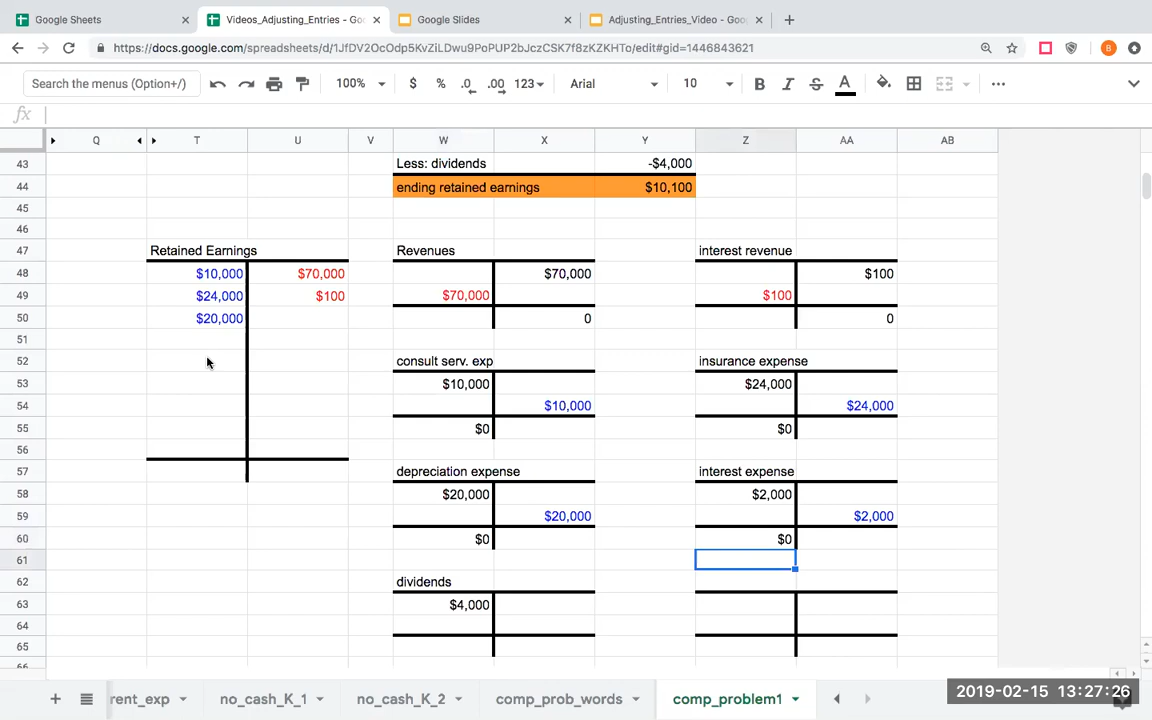 Google Sheets × Videos_Adjusting_Entries - Go × Google Slides × Adjusting_Entries_Video - Goo × +
https://docs.google.com/spreadsheets/d/1JfDV2OcOdp5KvZiLDwu9PoPUP2bJczCSK7f8zKZKHTo/edit#gid=1446843621 B
Search the menus (Option+/) 100% $ % .0 .00 123 Arial 10 B I S A ...
fx
Q T U V W X Y Z AA AB
43 Less: dividends -$4,000
44 ending retained earnings $10,100
45
46
47 Retained Earnings Revenues interest revenue
48 $10,000 $70,000 $70,000 $100
49 $24,000 $100 $70,000 $100
50 $20,000 0 0
51
52 consult serv. exp insurance expense
53 $10,000 $24,000
54 $10,000 $24,000
55 $0 $0
56
57 depreciation expense interest expense
58 $20,000 $2,000
59 $20,000 $2,000
60 $0 $0
61
62 dividends
63 $4,000
64
65
66
+ rent_exp no_cash_K_1 no_cash_K_2 comp_prob_words comp_problem1
2019-02-15 13:27:26